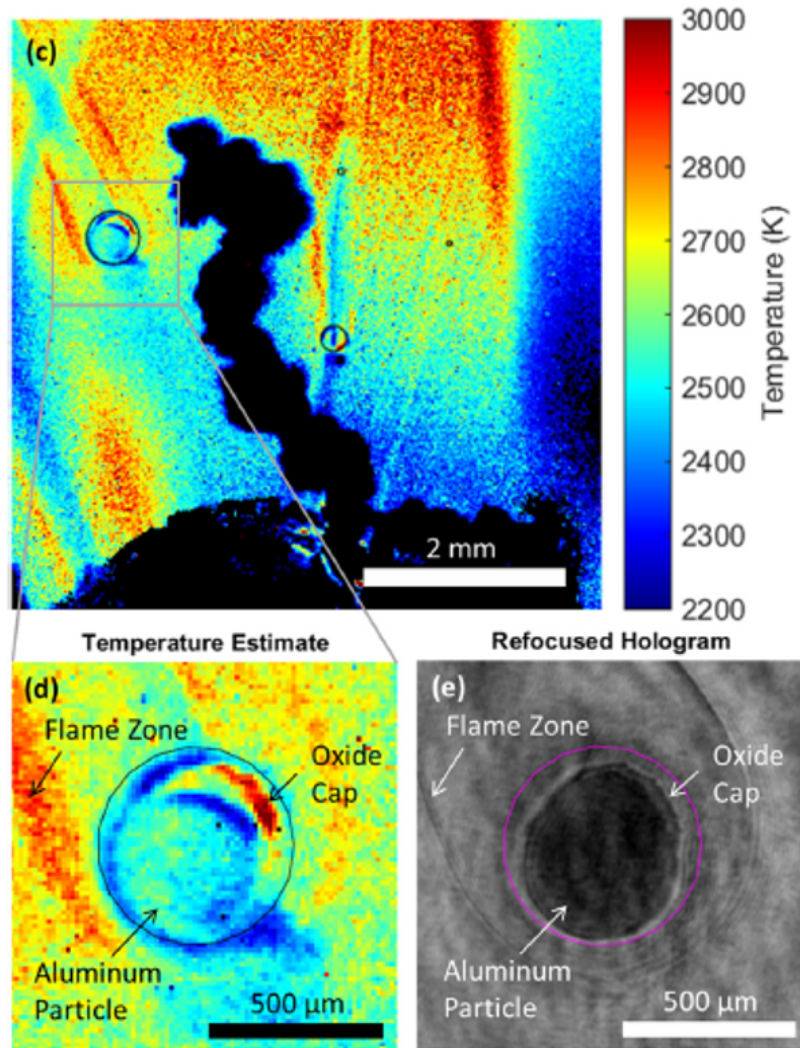 (c)
3000
2900
2800
2700
2600
2500
2400
2300
2200
Temperature (K)
2 mm
Temperature Estimate
Refocused Hologram
(d)
Flame Zone
Oxide
Cap
Aluminum
Particle
500 μm
(e)
Flame Zone
Oxide
Cap
Aluminum
Particle
500 μm